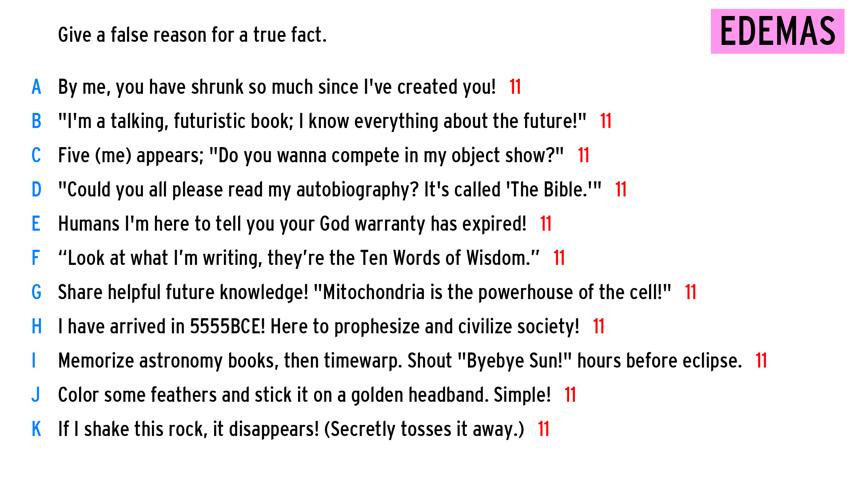 Give a false reason for a true fact.
EDEMAS
A By me, you have shrunk so much since I've created you! 11
B "I'm a talking, futuristic book; I know everything about the future!" 11
C Five (me) appears; "Do you wanna compete in my object show?" 11
D "Could you all please read my autobiography? It's called 'The Bible.'" 11
E Humans I'm here to tell you your God warranty has expired! 11
F “Look at what I’m writing, they’re the Ten Words of Wisdom.” 11
G Share helpful future knowledge! "Mitochondria is the powerhouse of the cell!" 11
H I have arrived in 5555BCE! Here to prophesize and civilize society! 11
I Memorize astronomy books, then timewarp. Shout "Byebye Sun!" hours before eclipse. 11
J Color some feathers and stick it on a golden headband. Simple! 11
K If I shake this rock, it disappears! (Secretly tosses it away.) 11